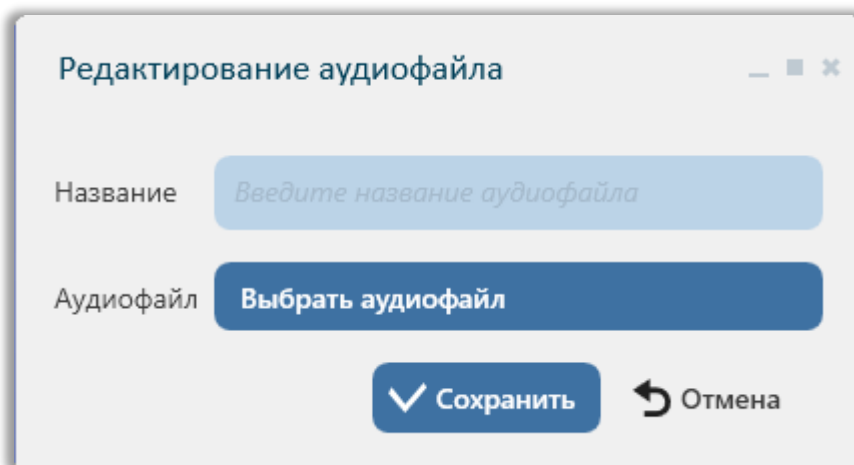 Редактирование аудиофайла
Название
Введите название аудиофайла
Аудиофайл
Выбрать аудиофайл
Сохранить
Отмена